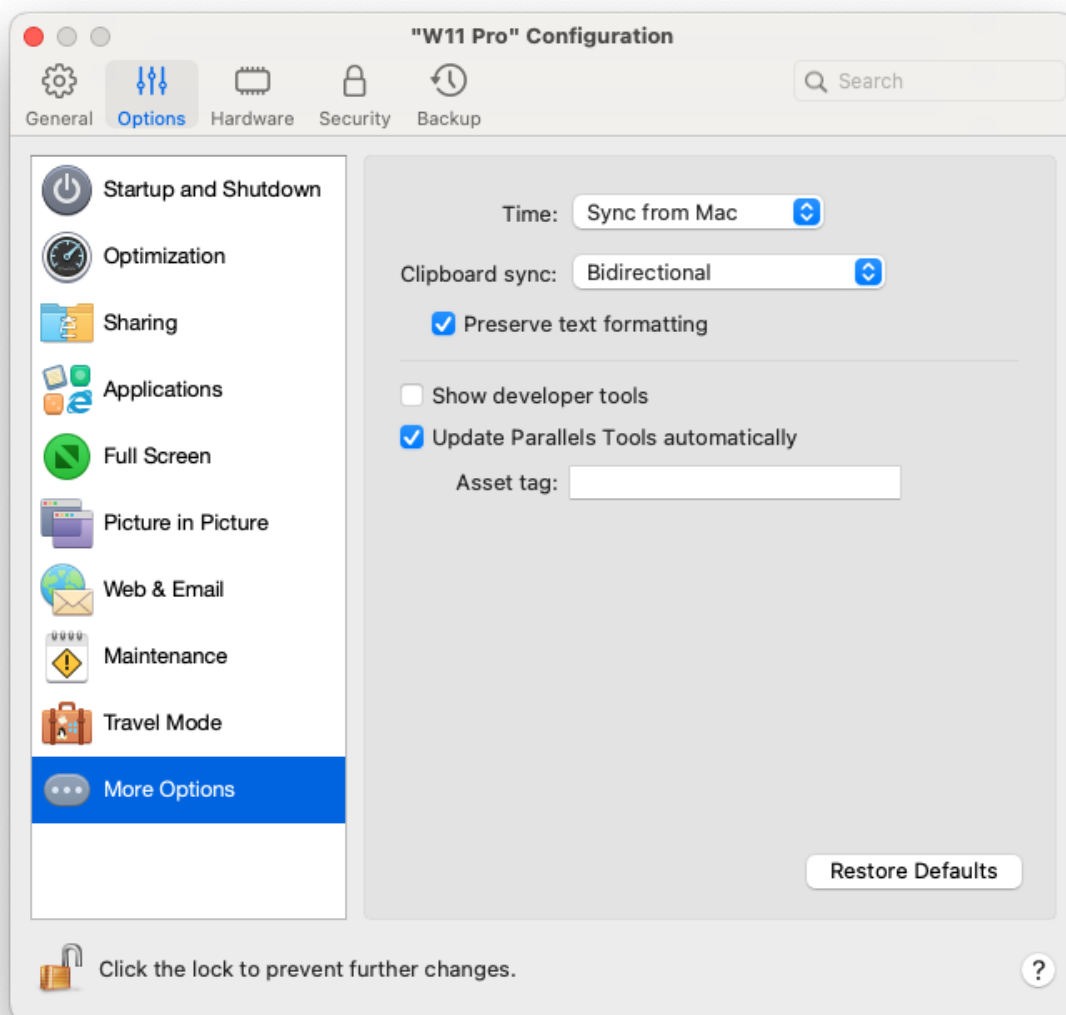 "W11 Pro" Configuration
General
Options
Hardware
Security
Backup
Search
Startup and Shutdown
Optimization
Sharing
Applications
Full Screen
Picture in Picture
Web & Email
Maintenance
Travel Mode
More Options
Time: Sync from Mac
Clipboard sync: Bidirectional
Preserve text formatting
Show developer tools
Update Parallels Tools automatically
Asset tag:
Restore Defaults
Click the lock to prevent further changes.
?